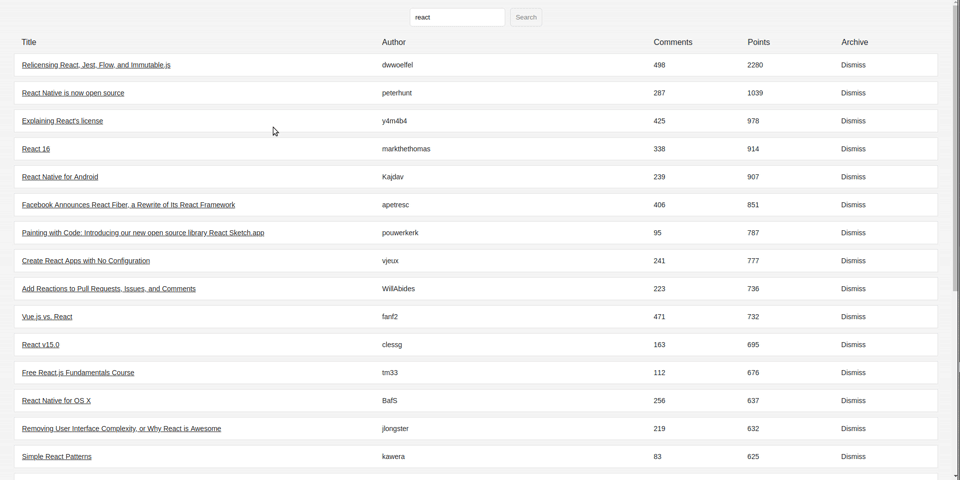 react Search
Title Author Comments Points Archive
Relicensing React, Jest, Flow, and Immutable.js dwwoelfel 498 2280 Dismiss
React Native is now open source peterhunt 287 1039 Dismiss
Explaining React's license y4m4b4 425 978 Dismiss
React 16 markthethomas 338 914 Dismiss
React Native for Android Kajdav 239 907 Dismiss
Facebook Announces React Fiber, a Rewrite of Its React Framework apetresc 406 851 Dismiss
Painting with Code: Introducing our new open source library React Sketch.app pouwerkerk 95 787 Dismiss
Create React Apps with No Configuration vjeux 241 777 Dismiss
Add Reactions to Pull Requests, Issues, and Comments WillAbides 223 736 Dismiss
Vue.js vs. React fanf2 471 732 Dismiss
React v15.0 clessg 163 695 Dismiss
Free React.js Fundamentals Course tm33 112 676 Dismiss
React Native for OS X BafS 256 637 Dismiss
Removing User Interface Complexity, or Why React is Awesome jlongster 219 632 Dismiss
Simple React Patterns kawera 83 625 Dismiss